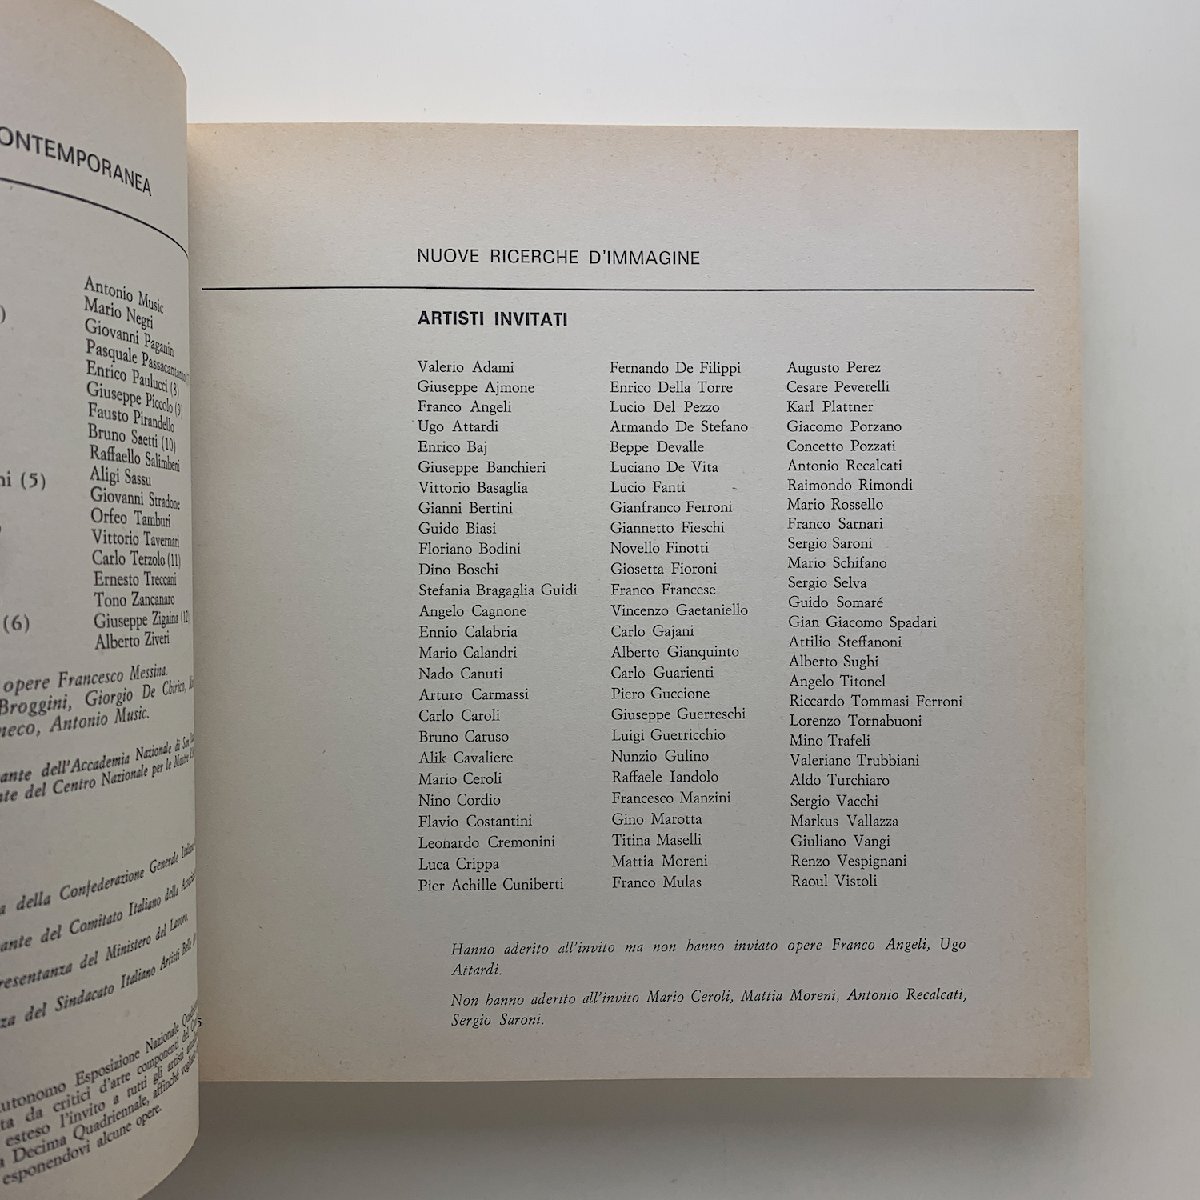 ONTEMPORANEA
)
Antonio Music
Mario Negri
Giovanni Paganin
Pasquale
Enrico Paulucci (8)
Giuseppe Piccolo
Fausto Pirandello
Bruno Saetti (10)
Raffaello Salimbeni
ni (5)
Aligi Sassu
Giovanni Stradone
Orfeo Tamburi
Vittorio Tavernari
Carlo Terzolo (11)
Ernesto Treccani
Tono Zancanaro
(6)
Giuseppe Zigaina
Alberto Ziveri
opere Francesco Messina.
Broggini, Giorgio De Chirico,
neco, Antonio Music.
ante dell'Accademia Nazionale di
te del Centro Nazionale per le
a della Confederazione Generale
ante del Comitato Italiano della
resentanza del Ministero del Lavoro.
za del Sindacato Italiano Artisti Belle
utonomo Esposizione Nazionale
ta da critici d'arte componenti del
esteso l'invito a tutti gli artisti
a Decima Quadriennale, affinché
esponendovi alcune opere.
NUOVE RICERCHE D'IMMAGINE
ARTISTI INVITATI
Valerio Adami
Giuseppe Ajmone
Franco Angeli
Ugo Attardi
Enrico Baj
Giuseppe Banchieri
Vittorio Basaglia
Gianni Bertini
Guido Biasi
Floriano Bodini
Dino Boschi
Stefania Bragaglia Guidi
Angelo Cagnone
Ennio Calabria
Mario Calandri
Nado Canuti
Arturo Carmassi
Carlo Caroli
Bruno Caruso
Alik Cavaliere
Mario Ceroli
Nino Cordio
Flavio Costantini
Leonardo Cremonini
Luca Crippa
Pier Achille Cuniberti
Fernando De Filippi
Enrico Della Torre
Lucio Del Pezzo
Armando De Stefano
Beppe Devalle
Luciano De Vita
Lucio Fanti
Gianfranco Ferroni
Giannetto Fieschi
Novello Finotti
Giosetta Fioroni
Franco Francese
Vincenzo Gaetaniello
Carlo Gajani
Alberto Gianquinto
Carlo Guarienti
Piero Guccione
Giuseppe Guerreschi
Luigi Guerricchio
Nunzio Gulino
Raffaele Iandolo
Francesco Manzini
Gino Marotta
Titina Maselli
Mattia Moreni
Franco Mulas
Augusto Perez
Cesare Peverelli
Karl Plattner
Giacomo Porzano
Concetto Pozzati
Antonio Recalcati
Raimondo Rimondi
Mario Rossello
Franco Sarnari
Sergio Saroni
Mario Schifano
Sergio Selva
Guido Somaré
Gian Giacomo Spadari
Attilio Steffanoni
Alberto Sughi
Angelo Titonel
Riccardo Tommasi Ferroni
Lorenzo Tornabuoni
Mino Trafeli
Valeriano Trubbiani
Aldo Turchiaro
Sergio Vacchi
Markus Vallazza
Giuliano Vangi
Renzo Vespignani
Raoul Vistoli
Hanno aderito all'invito ma non hanno inviato opere Franco Angeli, Ugo
Attardi.
Non hanno aderito all'invito Mario Ceroli, Mattia Moreni, Antonio Recalcati,
Sergio Saroni.